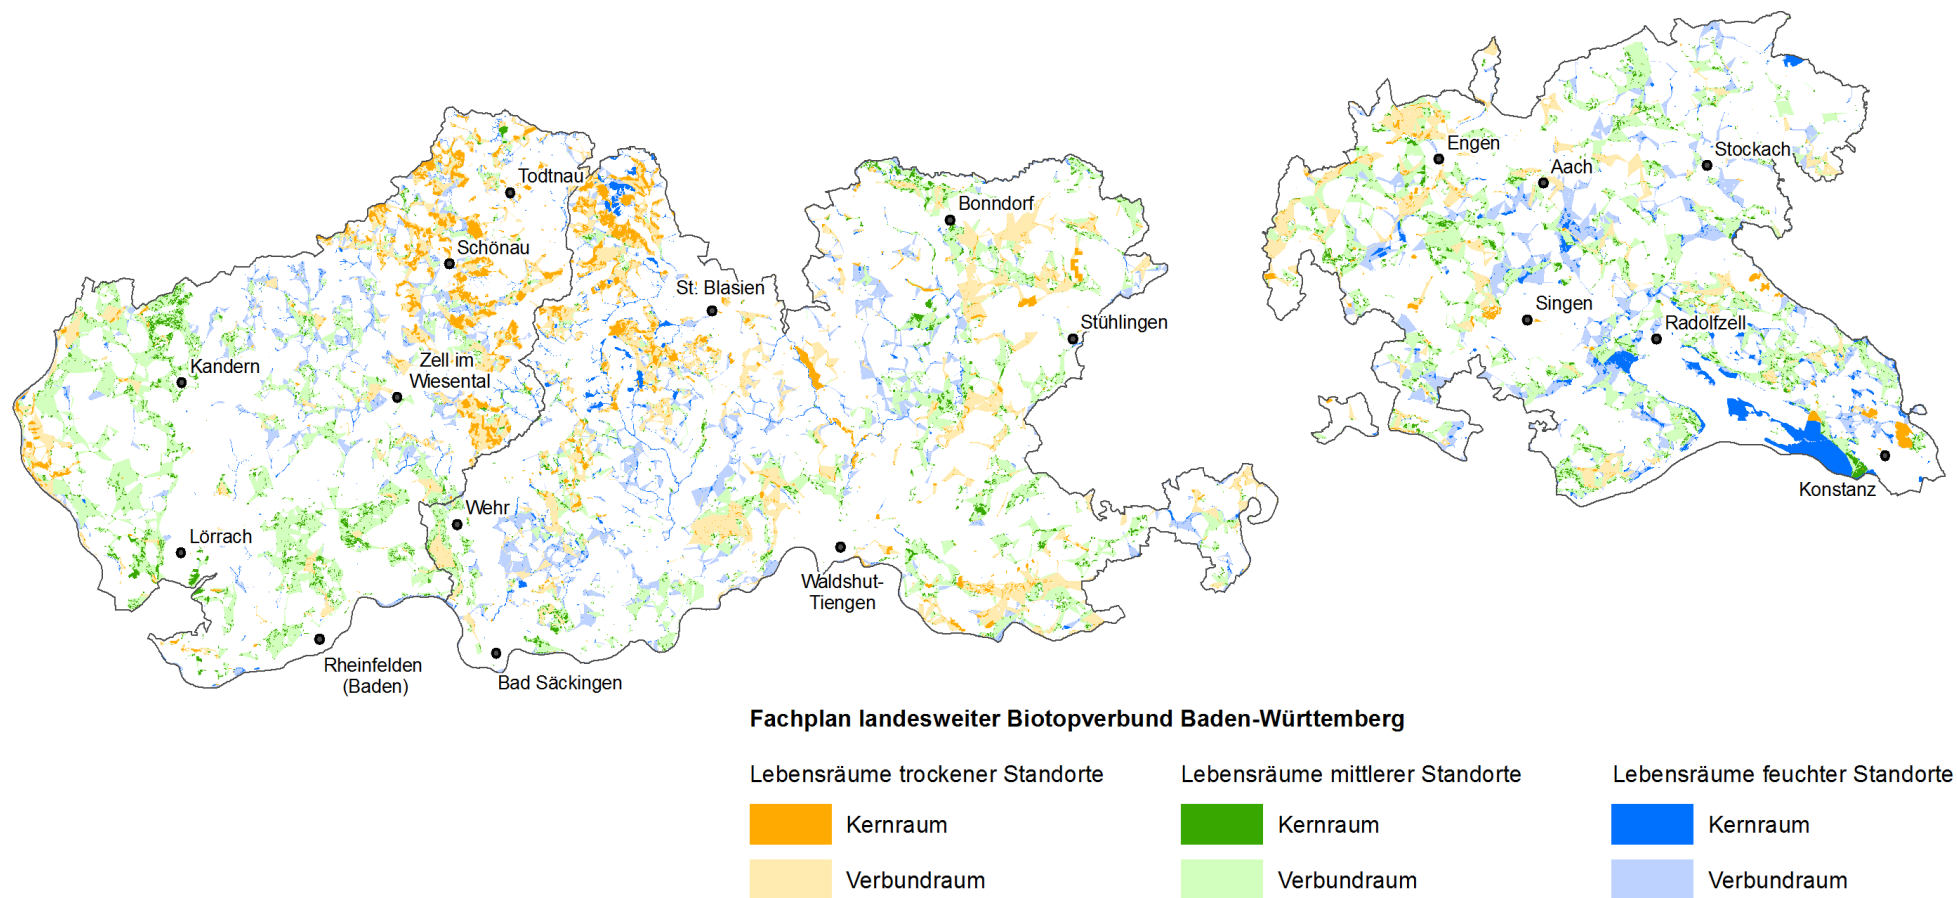 Todtnau
Schönau
St. Blasien
Kandern
Zell im
Wiesental
Wehr
Lörrach
Rheinfelden
(Baden)
Bad Säckingen
Bonndorf
Stühlingen
Waldshut-
Tiengen
Engen
Aach
Stockach
Singen
Radolfzell
Konstanz
Fachplan landesweiter Biotopverbund Baden-Württemberg
Lebensräume trockener Standorte
Kernraum
Verbundraum
Lebensräume mittlerer Standorte
Kernraum
Verbundraum
Lebensräume feuchter Standorte
Kernraum
Verbundraum